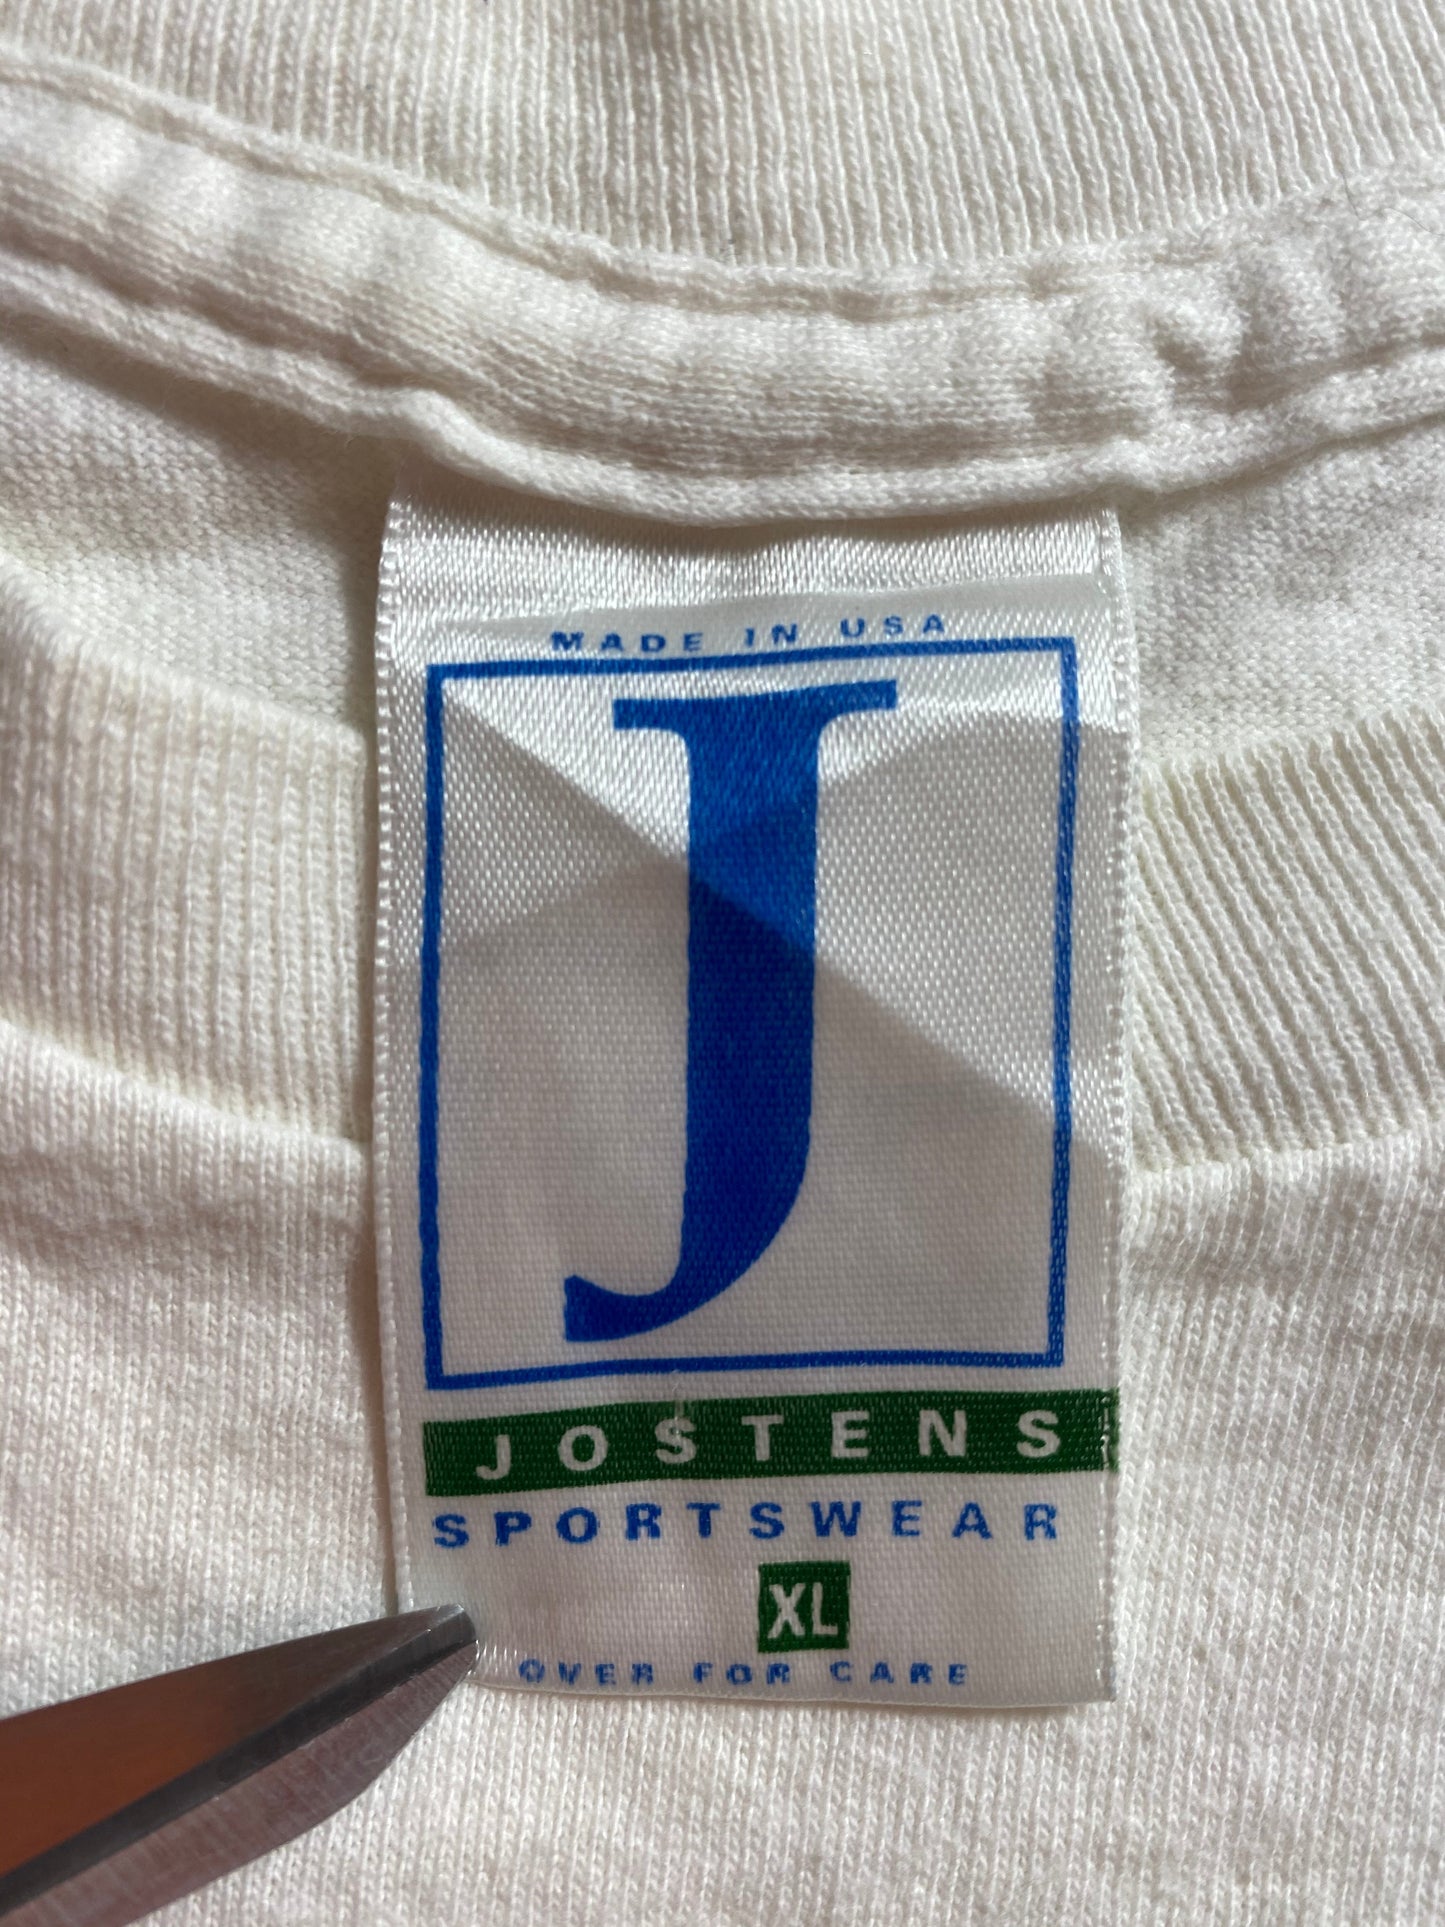 MADE IN USA
J
JOSTENS
SPORTSWEAR
XL
OVER FOR CARE